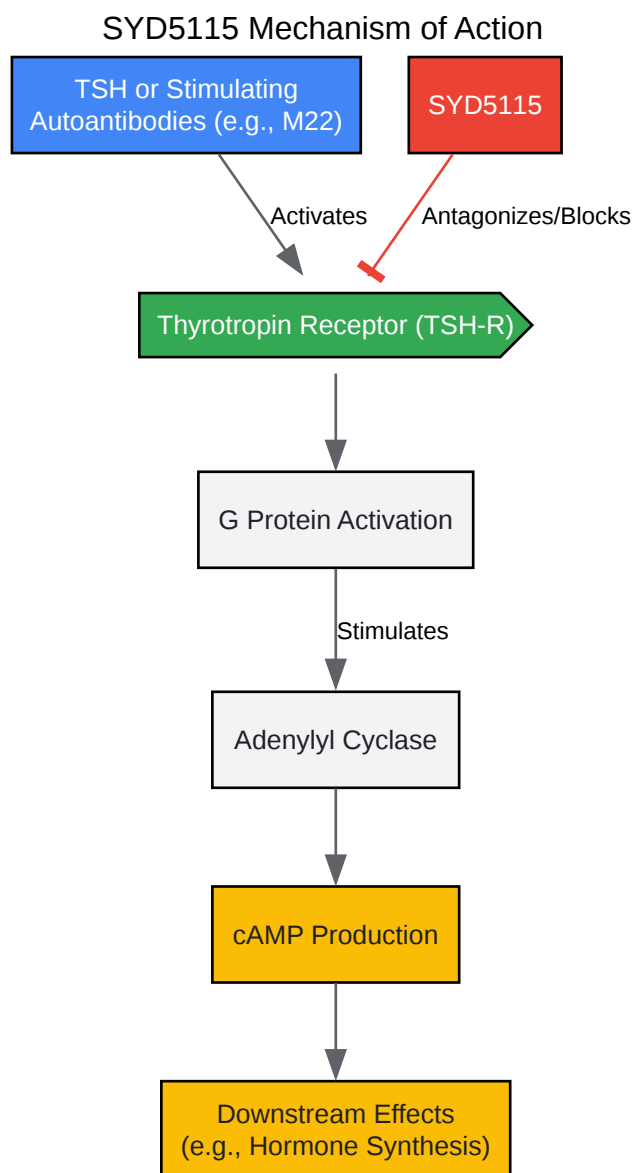 SYD5115 Mechanism of Action
TSH or Stimulating
Autoantibodies (e.g., M22)
SYD5115
Activates
Antagonizes/Blocks
Thyrotropin Receptor (TSH-R)
G Protein Activation
Stimulates
Adenylyl Cyclase
cAMP Production
Downstream Effects
(e.g., Hormone Synthesis)